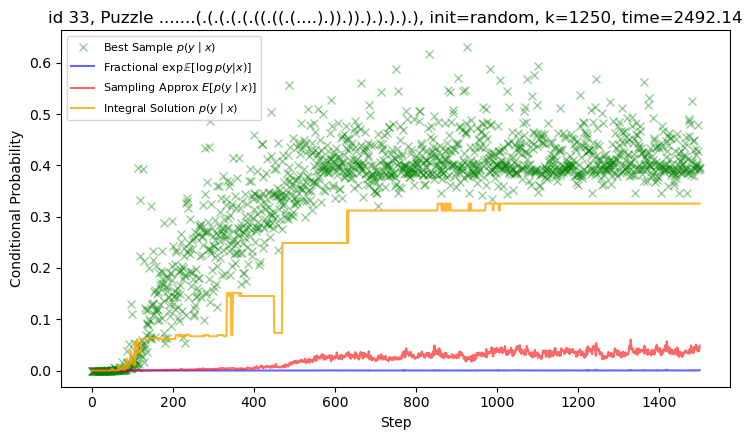 id 33, Puzzle .......(.(.(.(.(.((.((.(....).)).)).).).).).), init=random, k=1250, time=2492.14
Best Sample p(y | x)
Fractional exp𝔼[log p(y|x)]
Sampling Approx E[p(y | x)]
Integral Solution p(y | x)
Conditional Probability
0.6
0.5
0.4
0.3
0.2
0.1
0.0
0 200 400 600 800 1000 1200 1400
Step